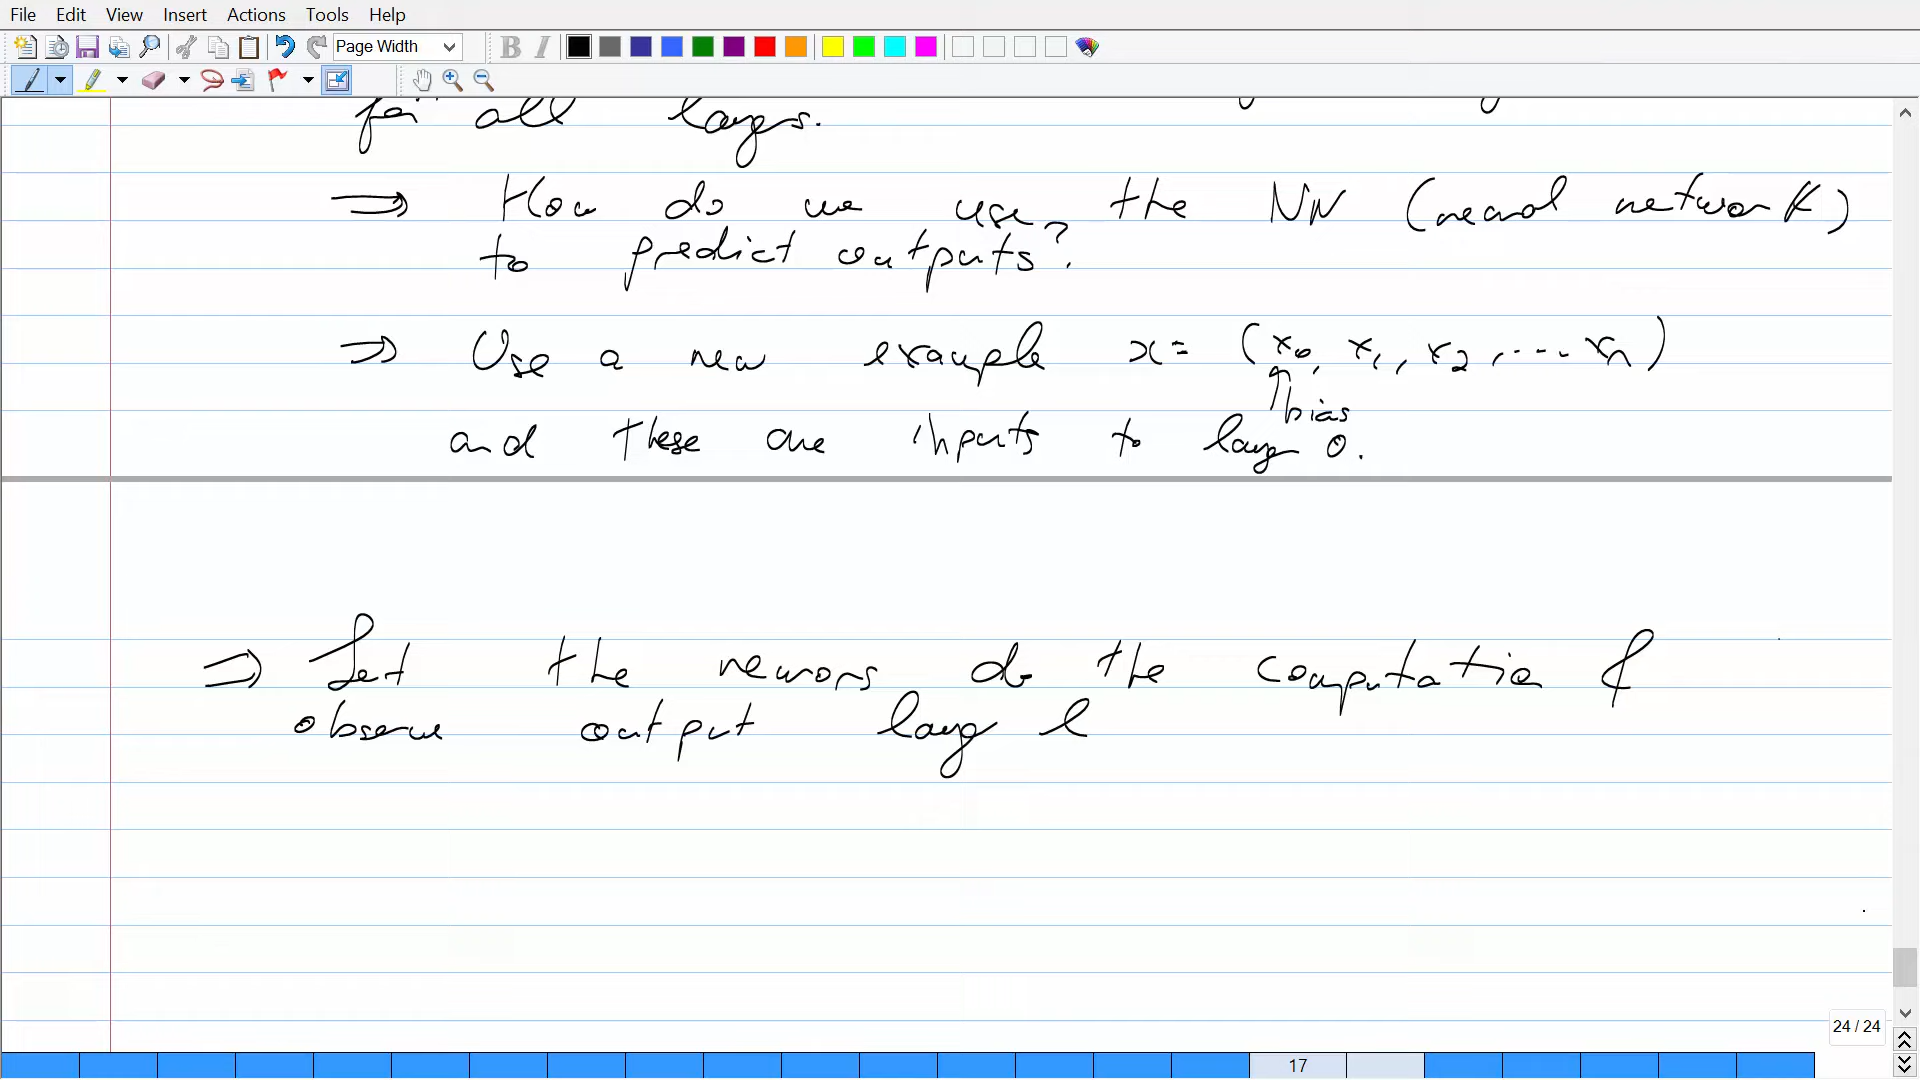 File Edit View Insert Actions Tools Help
Page Width
B I
for all layers.
⇒ How do we use the NN (neural network)
to predict outputs?
⇒ Use a new example x = (x₀, x₁, x₂, .... xₙ)
↑bias
and these are inputs to layer 0.
⇒ Let the neurons do the computation &
observe output layer l
24 / 24
17